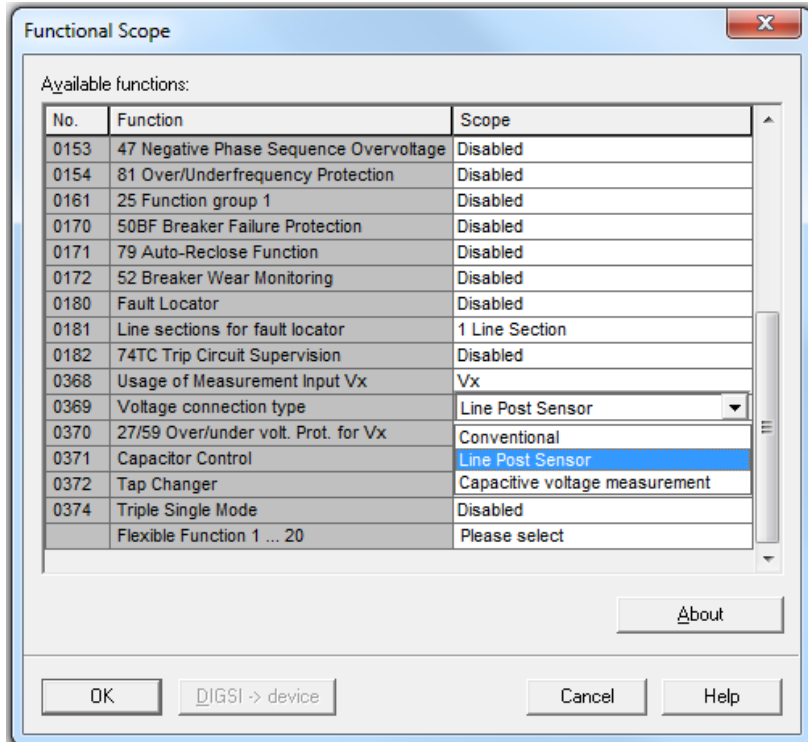 Functional Scope
Available functions:
No. Function Scope
0153 47 Negative Phase Sequence Overvoltage Disabled
0154 81 Over/Underfrequency Protection Disabled
0161 25 Function group 1 Disabled
0170 50BF Breaker Failure Protection Disabled
0171 79 Auto-Reclose Function Disabled
0172 52 Breaker Wear Monitoring Disabled
0180 Fault Locator Disabled
0181 Line sections for fault locator 1 Line Section
0182 74TC Trip Circuit Supervision Disabled
0368 Usage of Measurement Input Vx Vx
0369 Voltage connection type Line Post Sensor
0370 27/59 Over/under volt. Prot. for Vx Conventional
0371 Capacitor Control Line Post Sensor
0372 Tap Changer Capacitive voltage measurement
0374 Triple Single Mode Disabled
Flexible Function 1 ... 20 Please select
About
OK DIGSI -> device Cancel Help